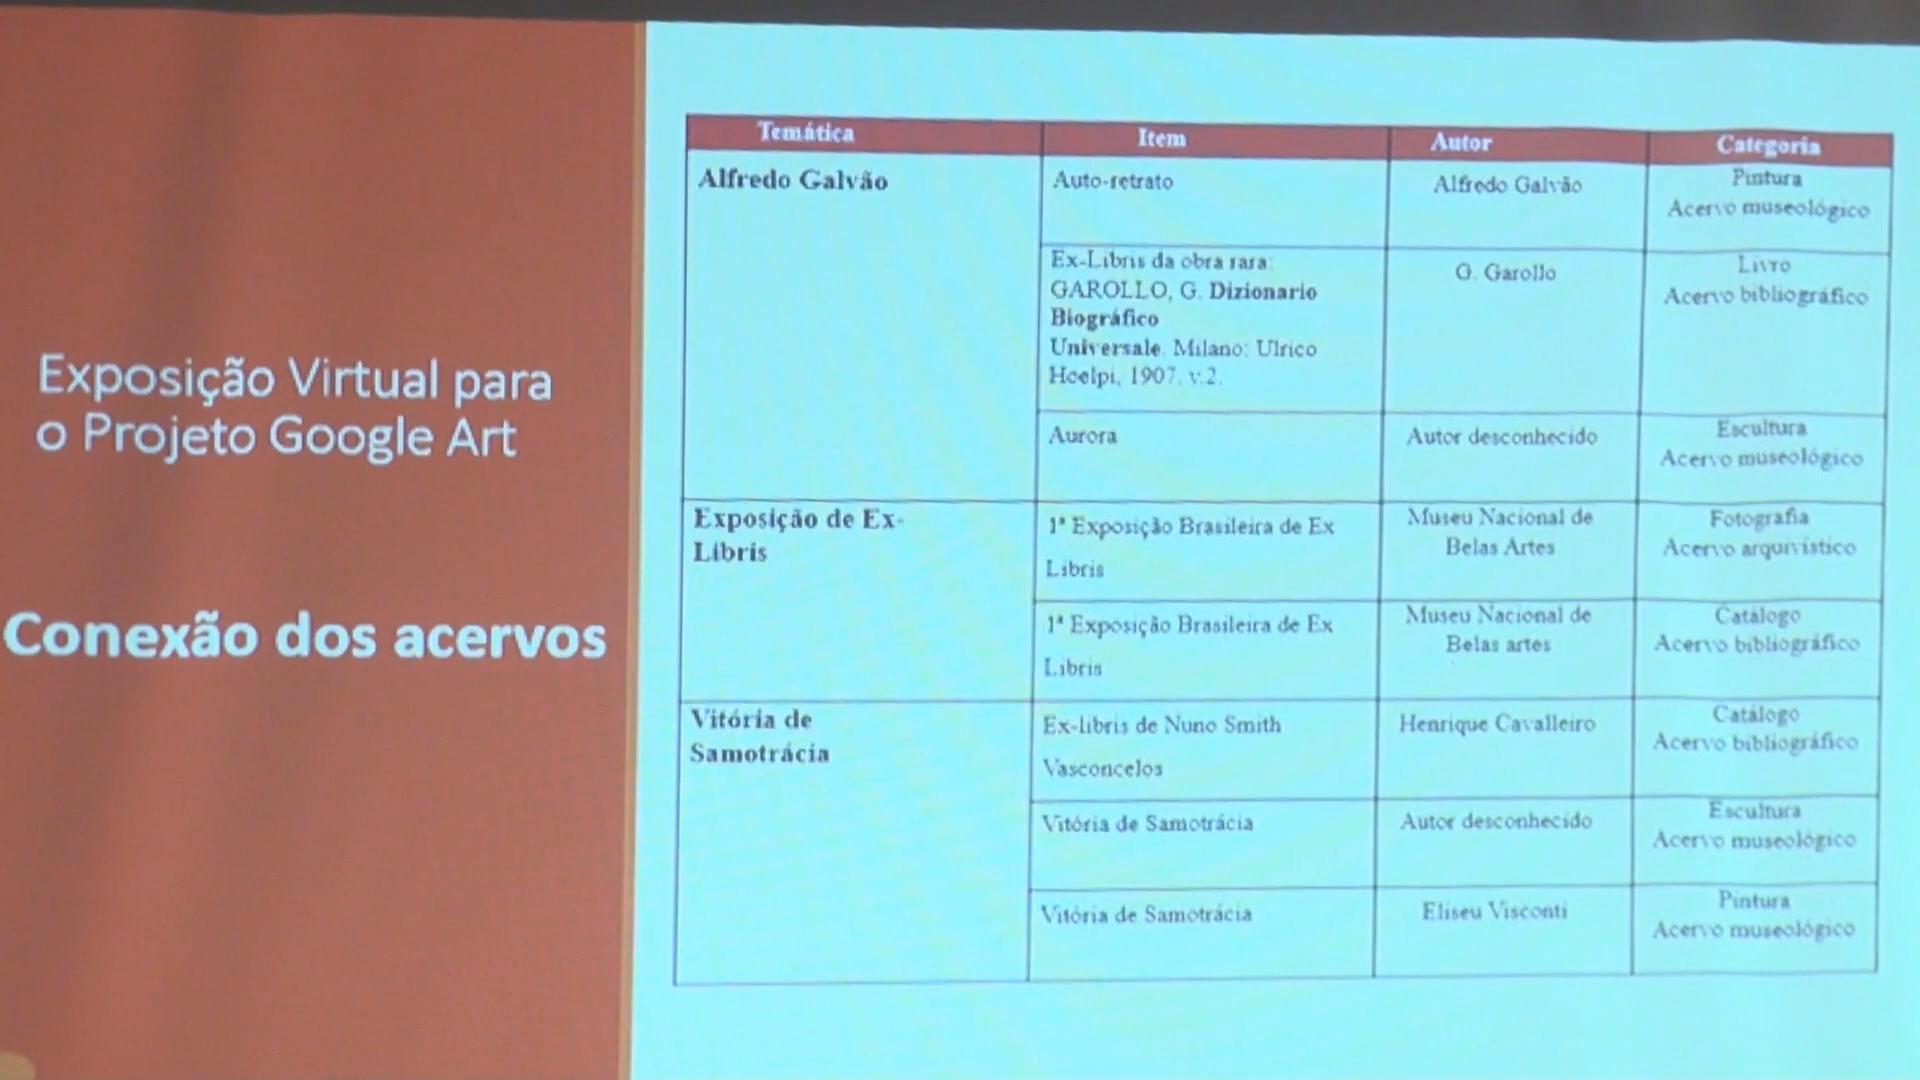 Exposição Virtual para
o Projeto Google Art
Conexão dos acervos
Temática
Item
Autor
Categoria
Alfredo Galvão
Auto-retrato
Alfredo Galvão
Pintura
Acervo museológico
Ex-Libris da obra rara:
GAROLLO, G. Dizionario
Biográfico
Universale. Milano: Ulrico
Hoelpi, 1907. v.2.
G. Garollo
Livro
Acervo bibliográfico
Aurora
Autor desconhecido
Escultura
Acervo museológico
Exposição de Ex-
Libris
1ª Exposição Brasileira de Ex
Libris
Museu Nacional de
Belas Artes
Fotografia
Acervo arquivístico
1ª Exposição Brasileira de Ex
Libris
Museu Nacional de
Belas artes
Catálogo
Acervo bibliográfico
Vitória de
Samotrácia
Ex-libris de Nuno Smith
Vasconcelos
Henrique Cavalleiro
Catálogo
Acervo bibliográfico
Vitória de Samotrácia
Autor desconhecido
Escultura
Acervo museológico
Vitória de Samotrácia
Eliseu Visconti
Pintura
Acervo museológico